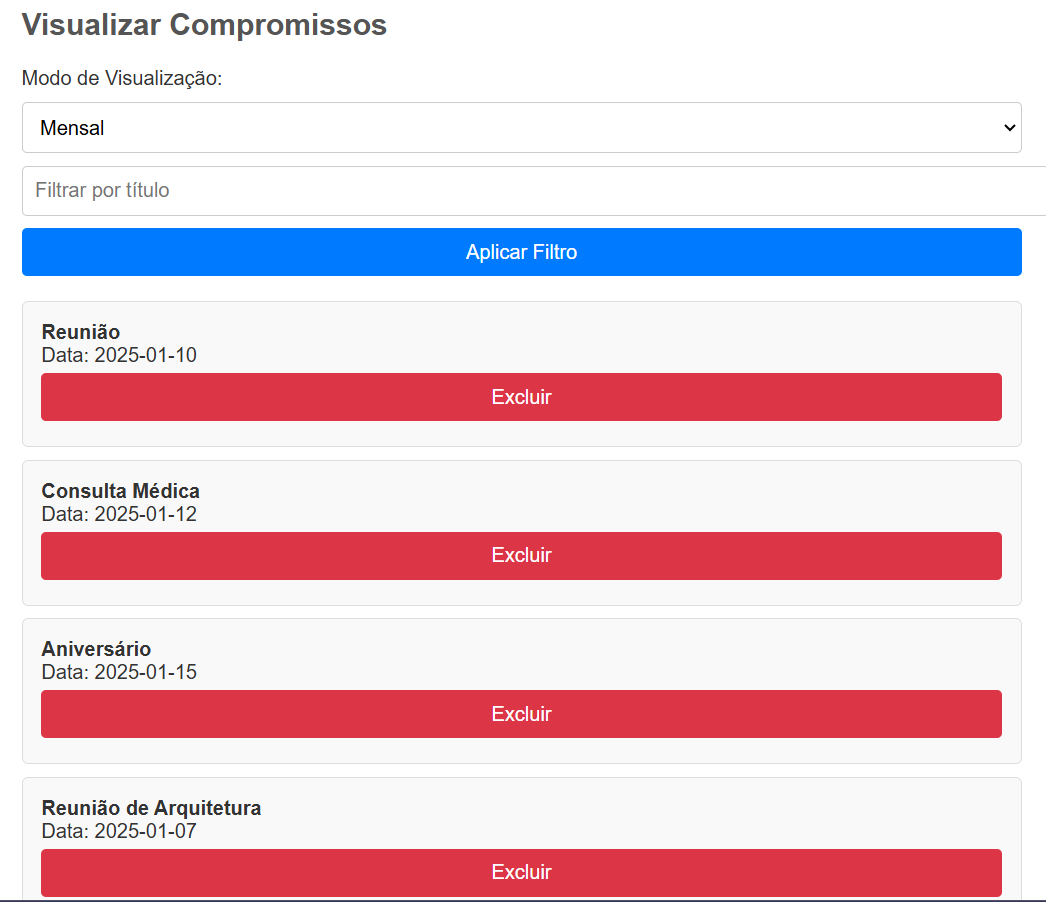 Visualizar Compromissos
Modo de Visualização:
Mensal
Filtrar por título
Aplicar Filtro
Reunião
Data: 2025-01-10
Excluir
Consulta Médica
Data: 2025-01-12
Excluir
Aniversário
Data: 2025-01-15
Excluir
Reunião de Arquitetura
Data: 2025-01-07
Excluir